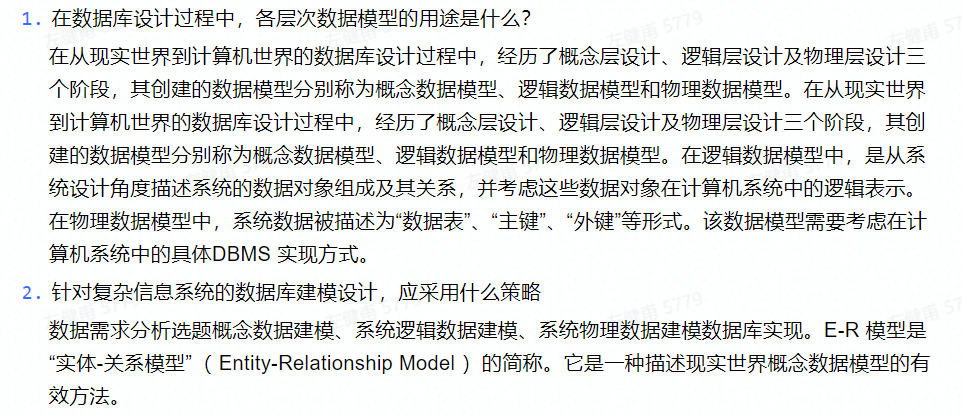 1. 在数据库设计过程中，各层次数据模型的用途是什么？
在从现实世界到计算机世界的数据库设计过程中，经历了概念层设计、逻辑层设计及物理层设计三
个阶段，其创建的数据模型分别称为概念数据模型、逻辑数据模型和物理数据模型。在从现实世界
到计算机世界的数据库设计过程中，经历了概念层设计、逻辑层设计及物理层设计三个阶段，其创
建的数据模型分别称为概念数据模型、逻辑数据模型和物理数据模型。在逻辑数据模型中，是从系
统设计角度描述系统的数据对象组成及其关系，并考虑这些数据对象在计算机系统中的逻辑表示。
在物理数据模型中，系统数据被描述为“数据表”、“主键”、“外键”等形式。该数据模型需要考虑在计
算机系统中的具体DBMS 实现方式。
2. 针对复杂信息系统的数据库建模设计，应采用什么策略
数据需求分析选题概念数据建模、系统逻辑数据建模、系统物理数据建模数据库实现。E-R 模型是
“实体-关系模型”（ Entity-Relationship Model ）的简称。它是一种描述现实世界概念数据模型的有
效方法。